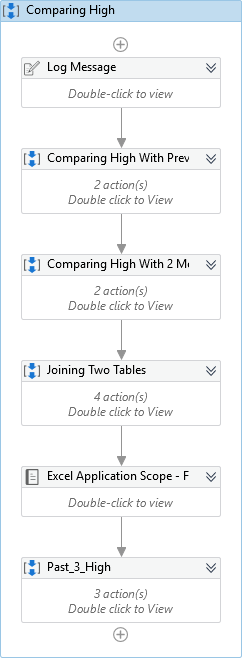 Comparing High
Log Message
Double-click to view
Comparing High With Prev
2 action(s)
Double click to View
Comparing High With 2 Mo
2 action(s)
Double click to View
Joining Two Tables
4 action(s)
Double click to View
Excel Application Scope - F
Double-click to view
Past_3_High
3 action(s)
Double click to View